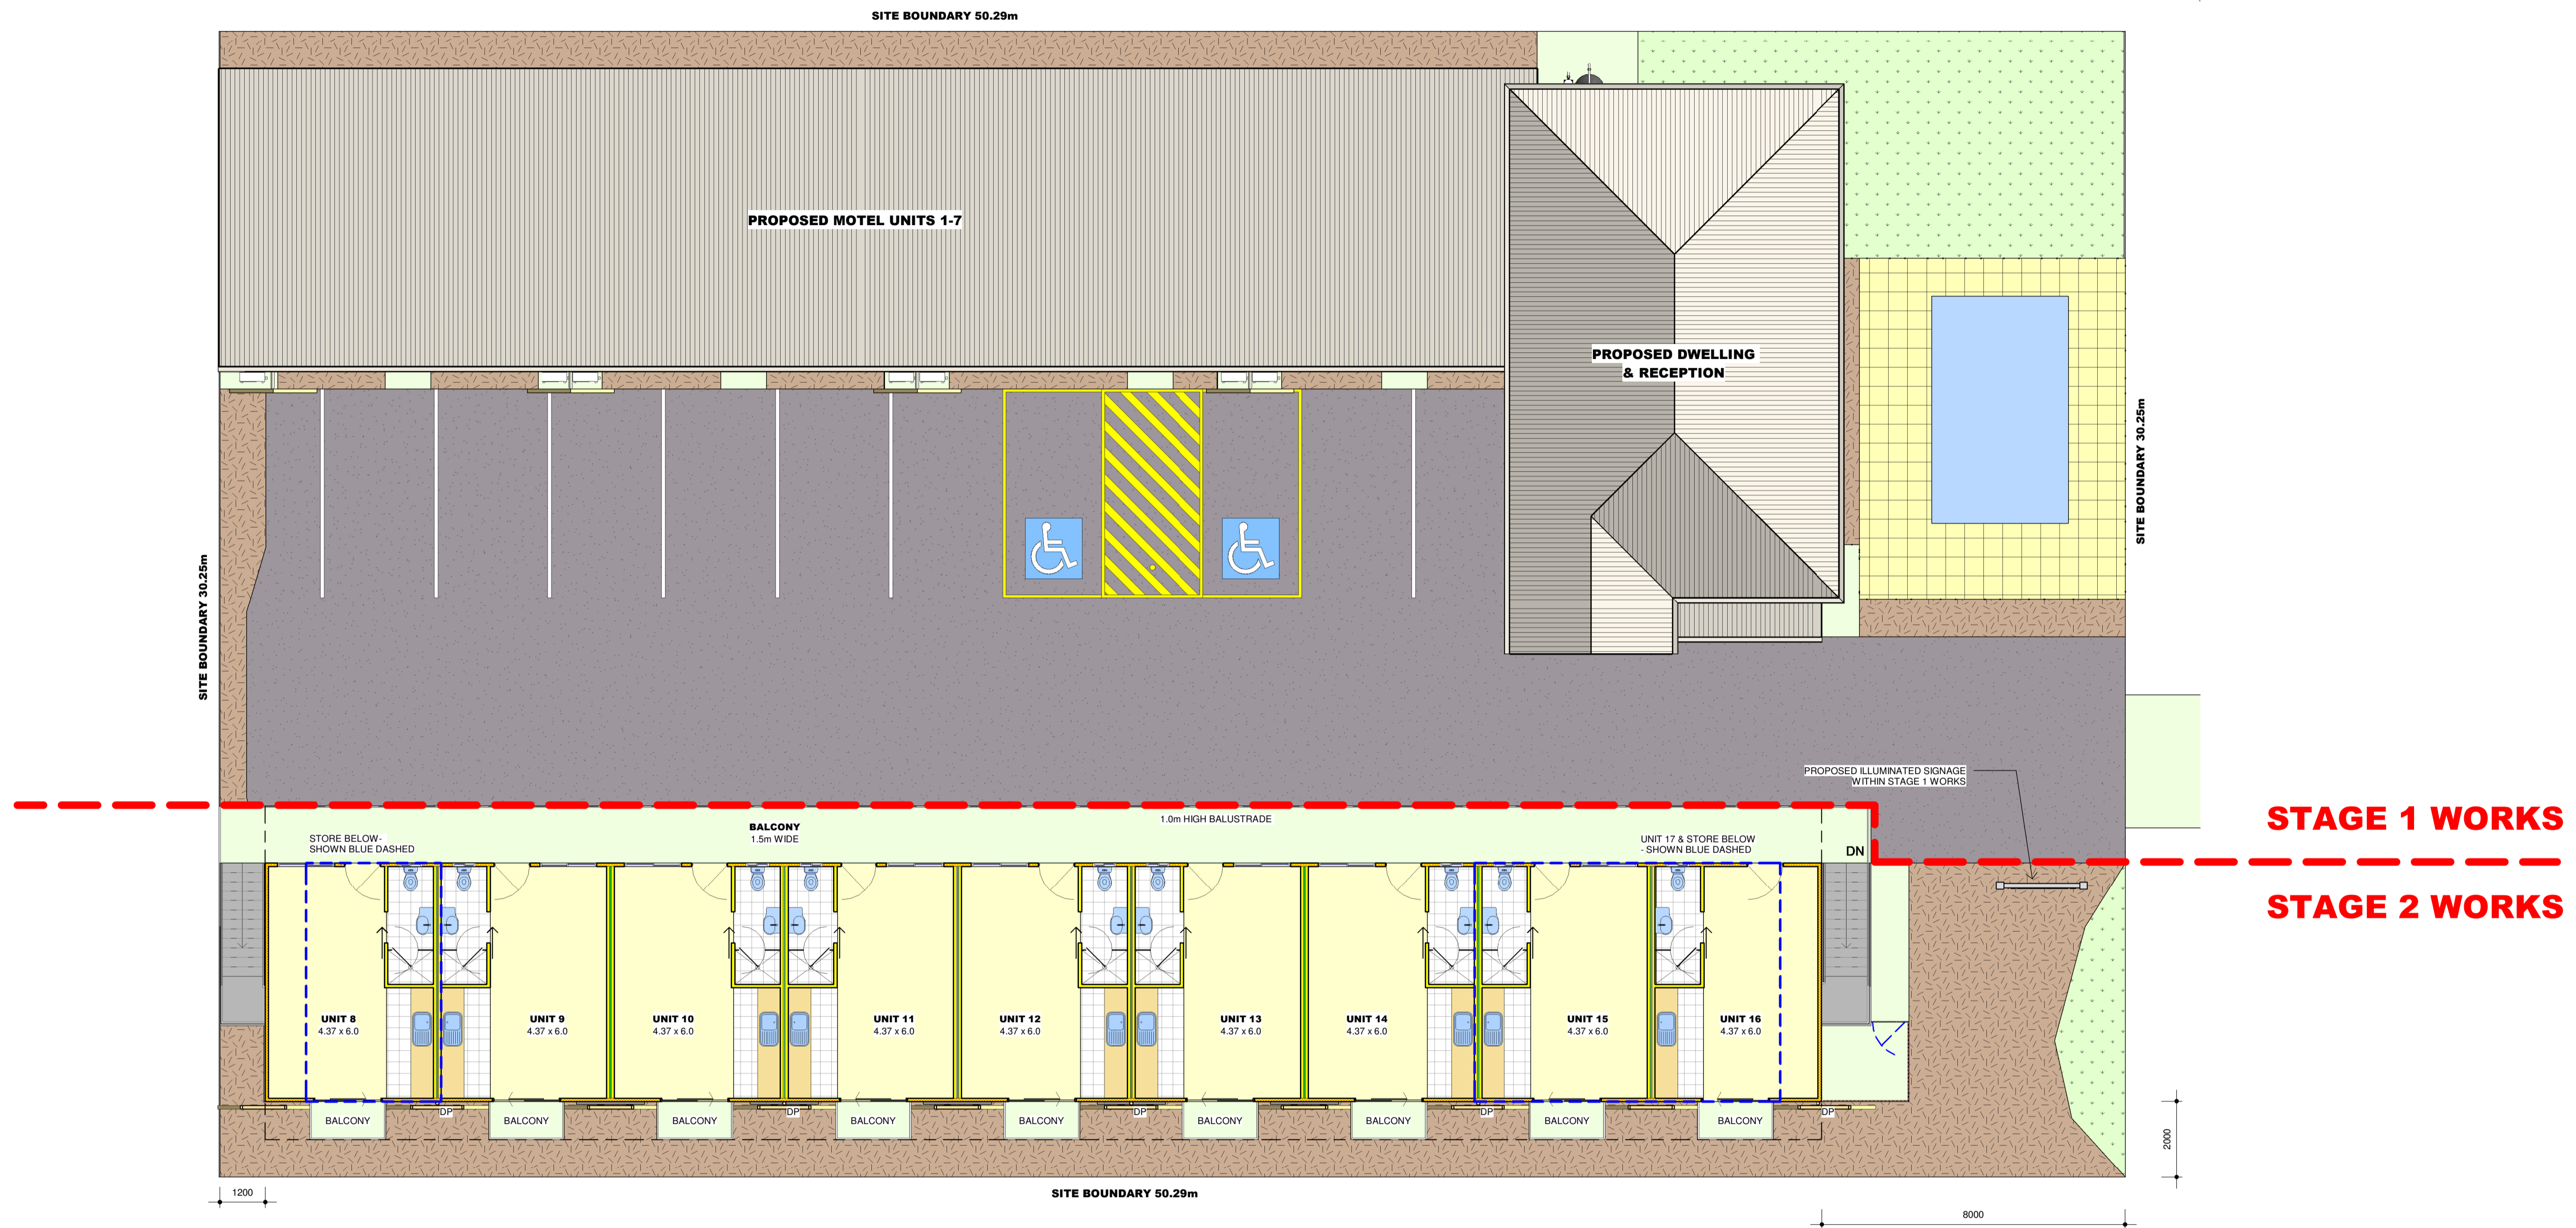 SITE BOUNDARY 50.29m
PROPOSED MOTEL UNITS 1-7
PROPOSED DWELLING
& RECEPTION
SITE BOUNDARY 30.25m
SITE BOUNDARY 30.25m
PROPOSED ILLUMINATED SIGNAGE
WITHIN STAGE 1 WORKS
STAGE 1 WORKS
STAGE 2 WORKS
STORE BELOW-
SHOWN BLUE DASHED
BALCONY
1.5m WIDE
1.0m HIGH BALUSTRADE
UNIT 17 & STORE BELOW
- SHOWN BLUE DASHED
DN
UNIT 8
4.37 x 6.0
UNIT 9
4.37 x 6.0
UNIT 10
4.37 x 6.0
UNIT 11
4.37 x 6.0
UNIT 12
4.37 x 6.0
UNIT 13
4.37 x 6.0
UNIT 14
4.37 x 6.0
UNIT 15
4.37 x 6.0
UNIT 16
4.37 x 6.0
DP
DP
DP
DP
DP
BALCONY
BALCONY
BALCONY
BALCONY
BALCONY
BALCONY
BALCONY
BALCONY
BALCONY
2000
1200
SITE BOUNDARY 50.29m
8000